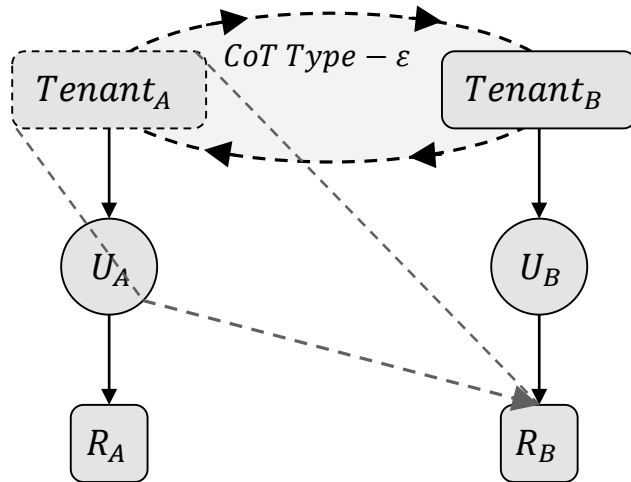 CoT Type − ε
Tenant_A
Tenant_B
U_A
U_B
R_A
R_B